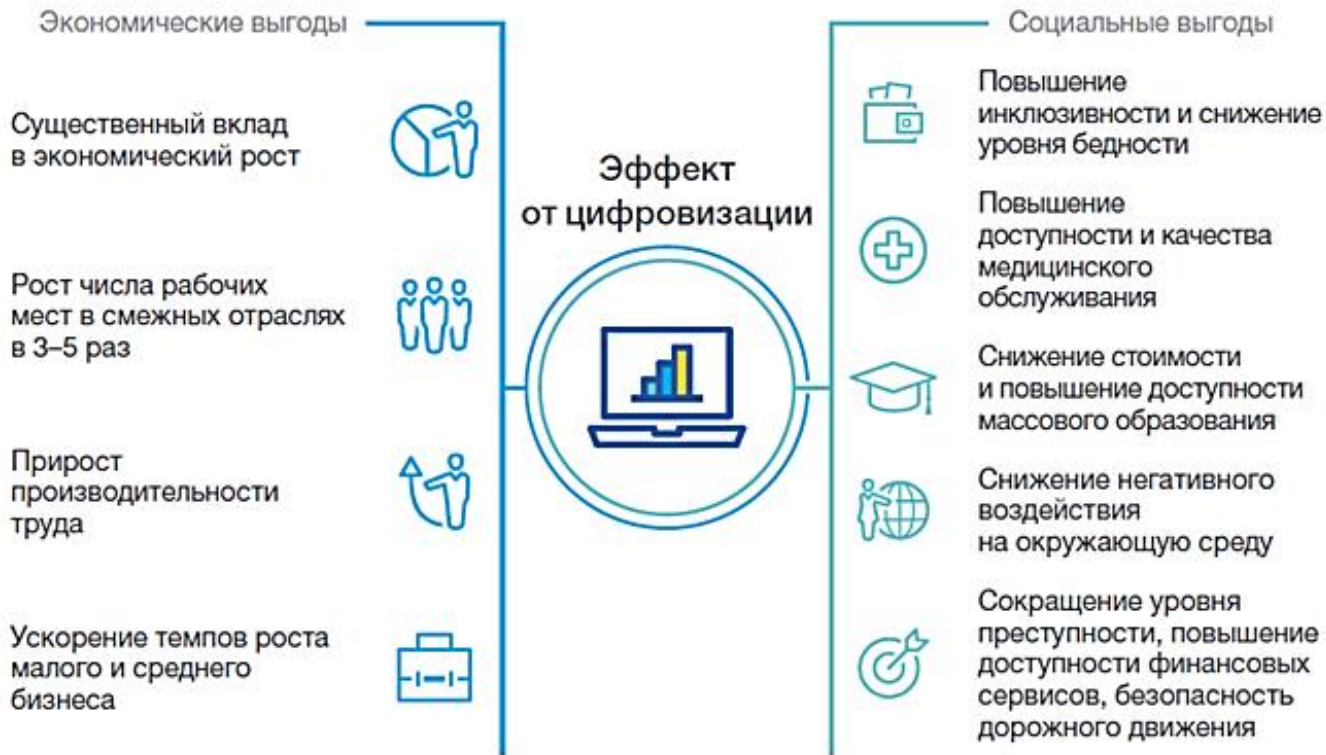 Экономические выгоды
Существенный вклад
в экономический рост
Рост числа рабочих
мест в смежных отраслях
в 3–5 раз
Прирост
производительности
труда
Ускорение темпов роста
малого и среднего
бизнеса
Эффект
от цифровизации
Социальные выгоды
Повышение
инклюзивности и снижение
уровня бедности
Повышение
доступности и качества
медицинского
обслуживания
Снижение стоимости
и повышение доступности
массового образования
Снижение негативного
воздействия
на окружающую среду
Сокращение уровня
преступности, повышение
доступности финансовых
сервисов, безопасность
дорожного движения